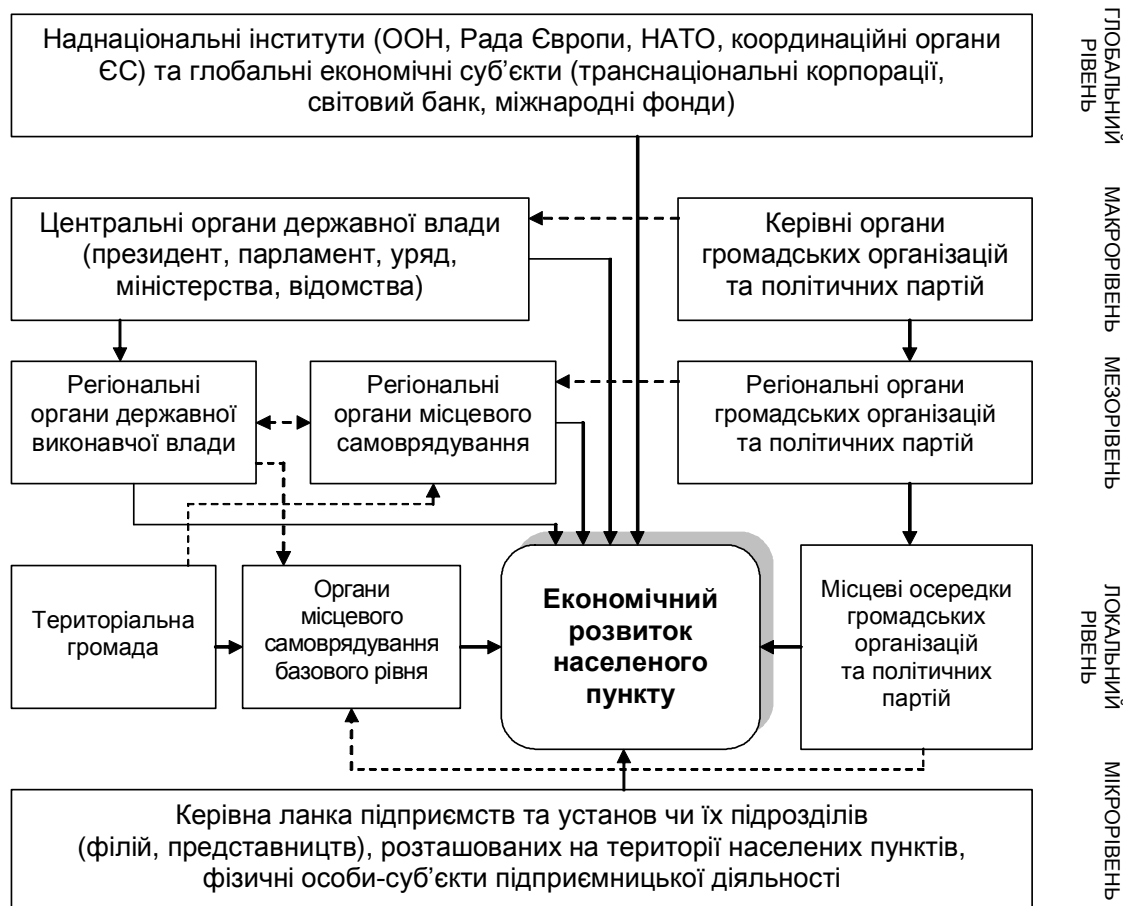 Наднаціональні інститути (ООН, Рада Європи, НАТО, координаційні органи
ЄС) та глобальні економічні суб’єкти (транснаціональні корпорації,
світовий банк, міжнародні фонди)
ГЛОБАЛЬНИЙ
РІВЕНЬ
Центральні органи державної влади
(президент, парламент, уряд,
міністерства, відомства)
Керівні органи
громадських організацій
та політичних партій
МАКРОРІВЕНЬ
Регіональні
органи державної
виконавчої влади
Регіональні
органи місцевого
самоврядування
Регіональні органи
громадських організацій
та політичних партій
МЕЗОРІВЕНЬ
Територіальна
громада
Органи
місцевого
самоврядування
базового рівня
Економічний
розвиток
населеного
пункту
Місцеві осередки
громадських
організацій
та політичних
партій
ЛОКАЛЬНИЙ
РІВЕНЬ
Керівна ланка підприємств та установ чи їх підрозділів
(філій, представництв), розташованих на території населених пунктів,
фізичні особи-суб’єкти підприємницької діяльності
МІКРОРІВЕНЬ